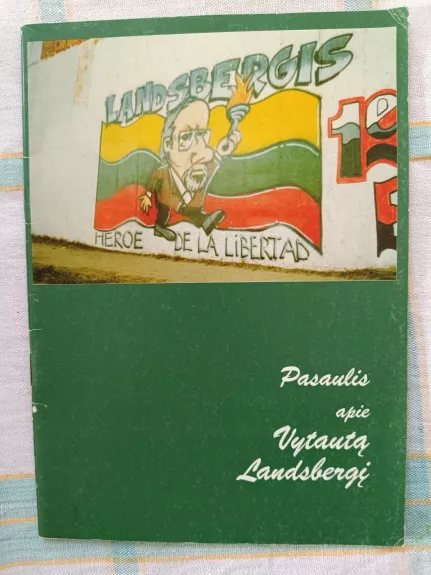 LANDSBERGIS
HEROE DE LA LIBERTAD
Pasaulis
apie
Vytautą
Landsbergį